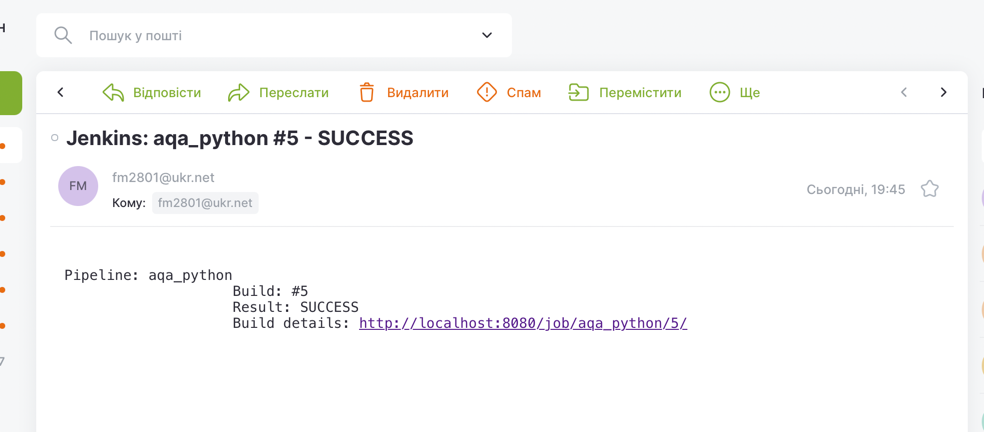 Пошук у пошті
Відповісти Переслати Видалити Спам Перемістити Ще
Jenkins: aqa_python #5 - SUCCESS
FM
fm2801@ukr.net
Кому: fm2801@ukr.net
Сьогодні, 19:45
Pipeline: aqa_python
Build: #5
Result: SUCCESS
Build details: http://localhost:8080/job/aqa_python/5/